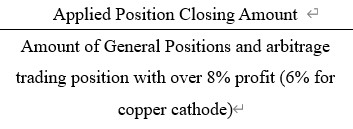 Applied Position Closing Amount
Amount of General Positions and arbitrage
trading position with over 8% profit (6% for
copper cathode)